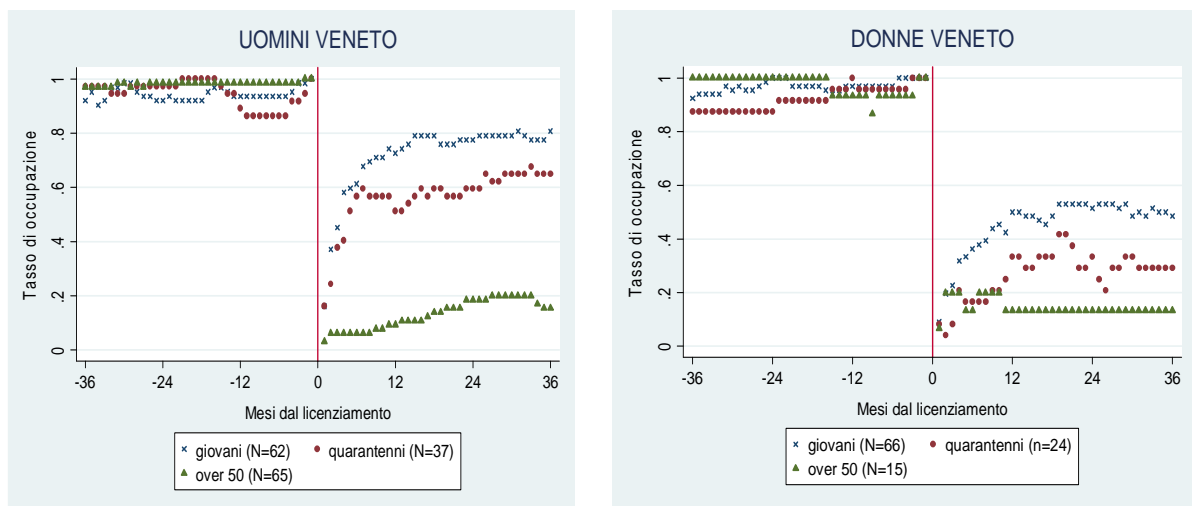 UOMINI VENETO
Tasso di occupazione
1
.8
.6
.4
.2
0
-36 -24 -12 0 12 24 36
Mesi dal licenziamento
giovani (N=62) quarantenni (N=37)
over 50 (N=65)
DONNE VENETO
Tasso di occupazione
1
.8
.6
.4
.2
0
-36 -24 -12 0 12 24 36
Mesi dal licenziamento
giovani (N=66) quarantenni (n=24)
over 50 (N=15)